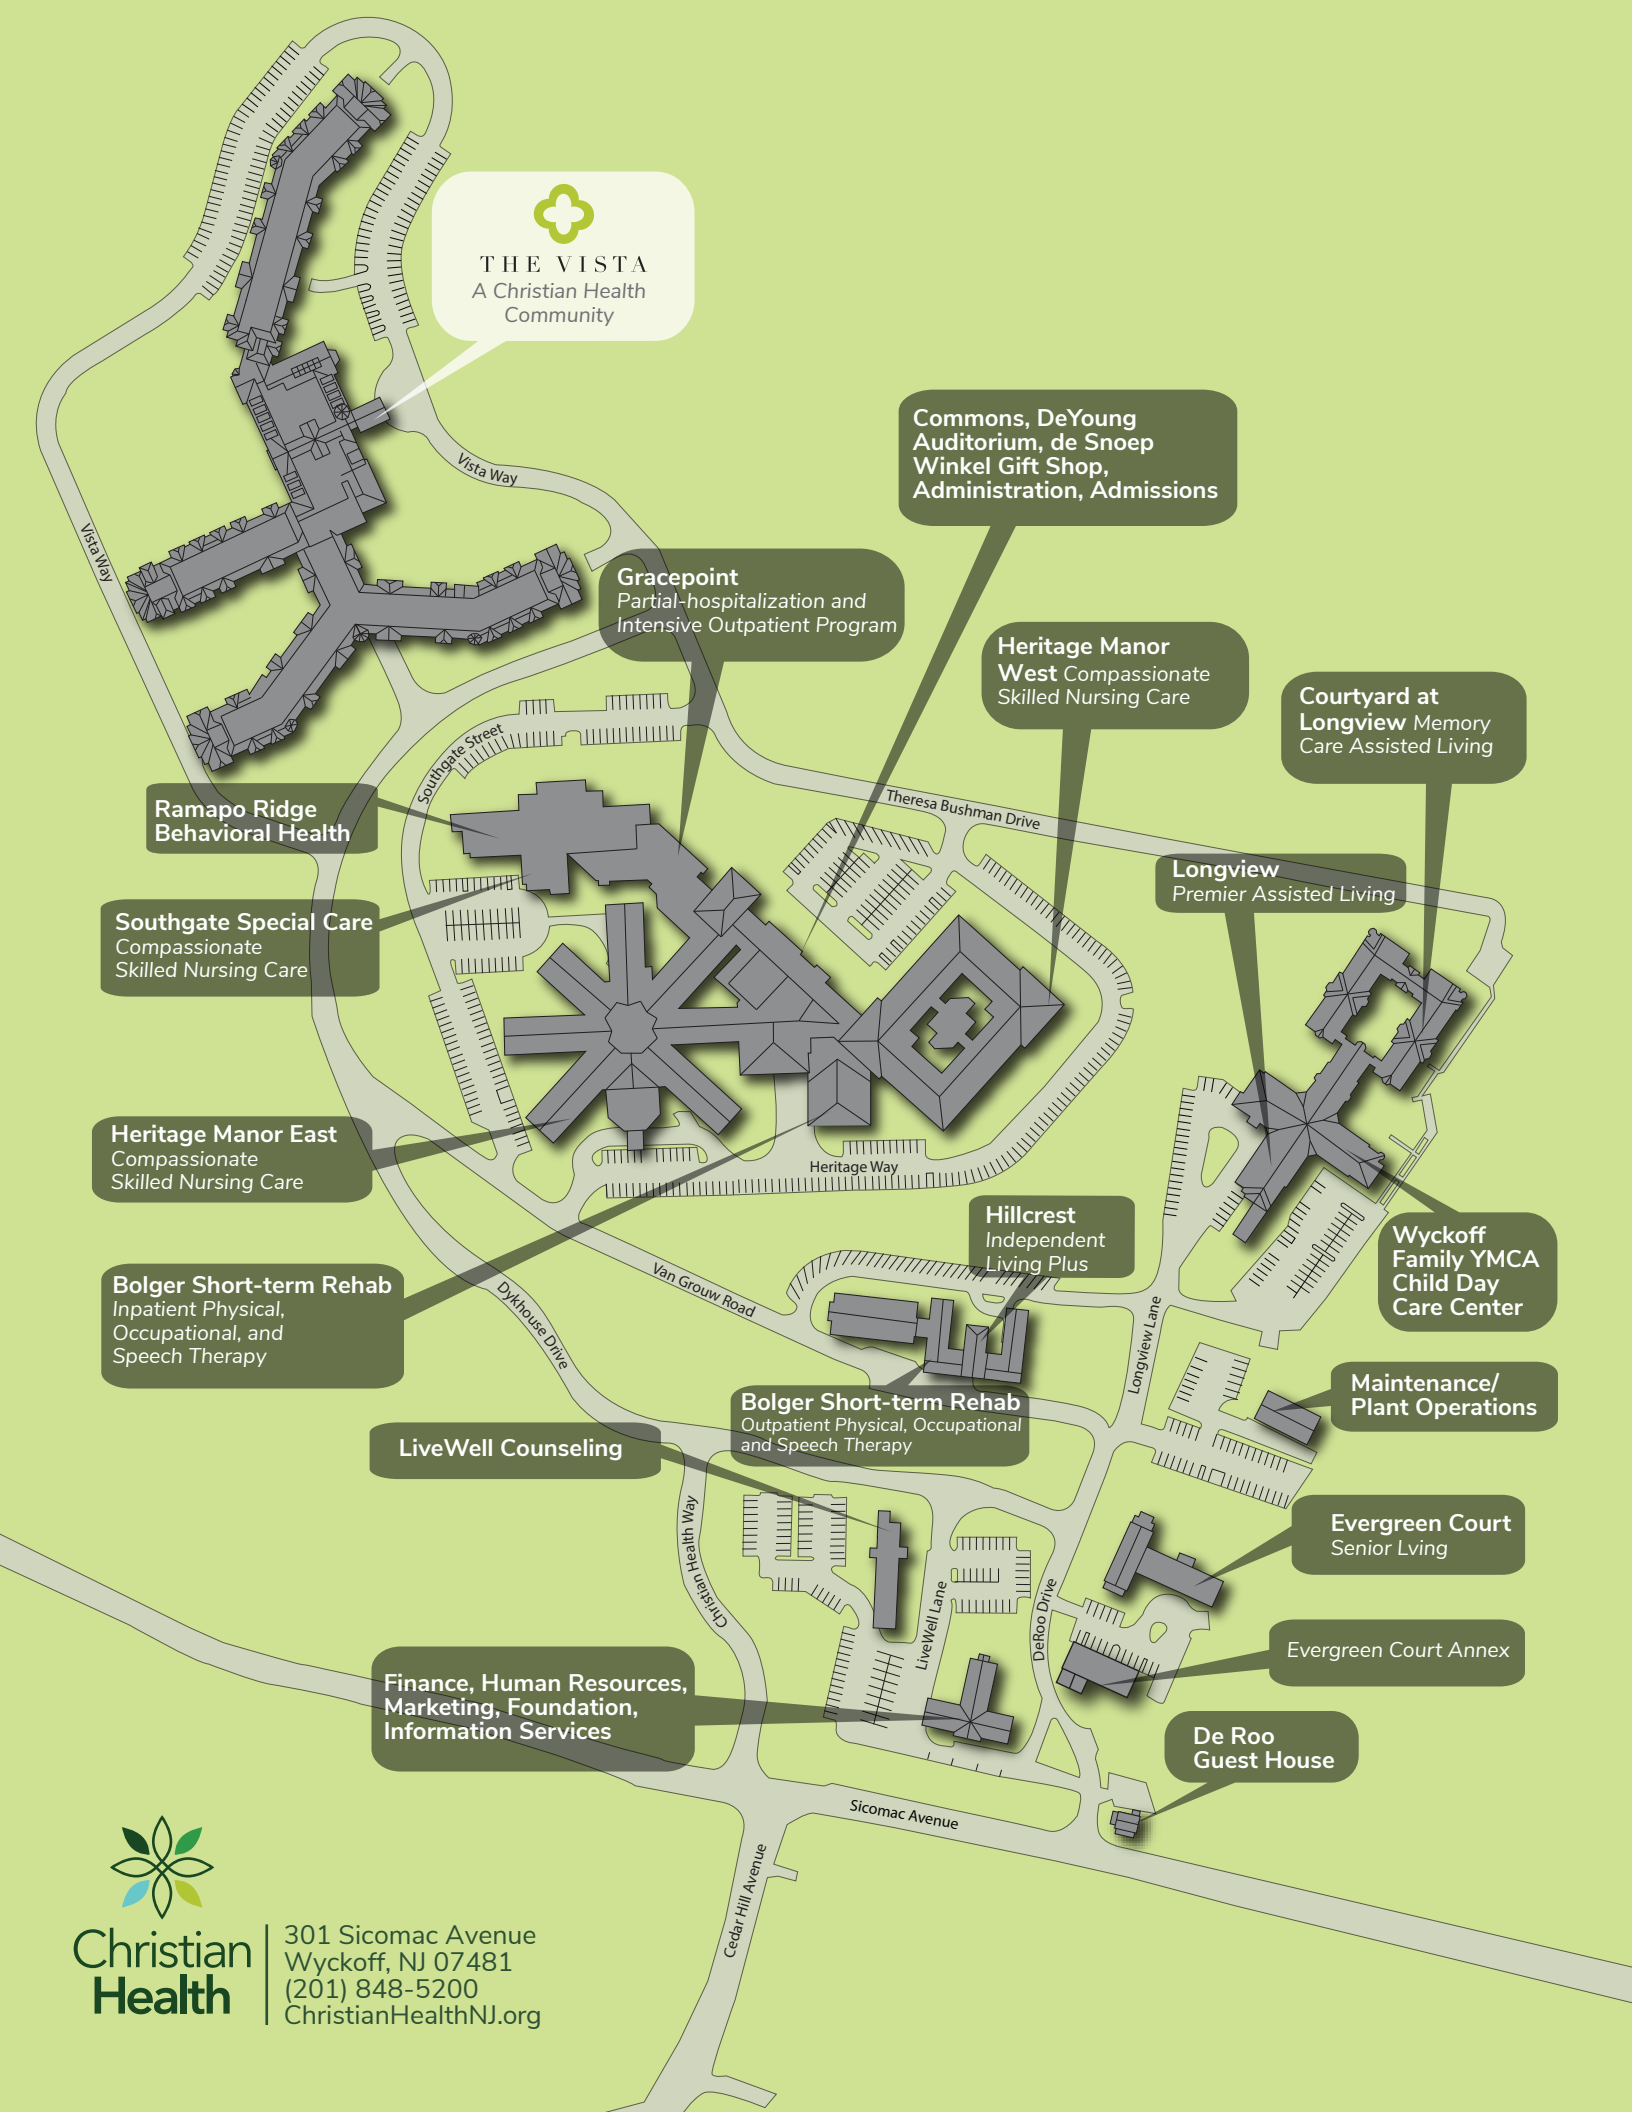 THE VISTA
A Christian Health
Community
Vista Way
Vista Way
Commons, DeYoung
Auditorium, de Snoep
Winkel Gift Shop,
Administration, Admissions
Gracepoint
Partial-hospitalization and
Intensive Outpatient Program
Heritage Manor
West Compassionate
Skilled Nursing Care
Courtyard at
Longview Memory
Care Assisted Living
Southgate Street
Theresa Bushman Drive
Ramapo Ridge
Behavioral Health
Longview
Premier Assisted Living
Southgate Special Care
Compassionate
Skilled Nursing Care
Heritage Manor East
Compassionate
Skilled Nursing Care
Heritage Way
Hillcrest
Independent
Living Plus
Wyckoff
Family YMCA
Child Day
Care Center
Bolger Short-term Rehab
Inpatient Physical,
Occupational, and
Speech Therapy
Van Grouw Road
Dykhouse Drive
Longview Lane
Maintenance/
Plant Operations
Bolger Short-term Rehab
Outpatient Physical, Occupational
and Speech Therapy
LiveWell Counseling
Christian Health Way
Evergreen Court
Senior Lving
LiveWell Lane
DeRoo Drive
Evergreen Court Annex
Finance, Human Resources,
Marketing, Foundation,
Information Services
De Roo
Guest House
Sicomac Avenue
Cedar Hill Avenue
Christian
Health
301 Sicomac Avenue
Wyckoff, NJ 07481
(201) 848-5200
ChristianHealthNJ.org